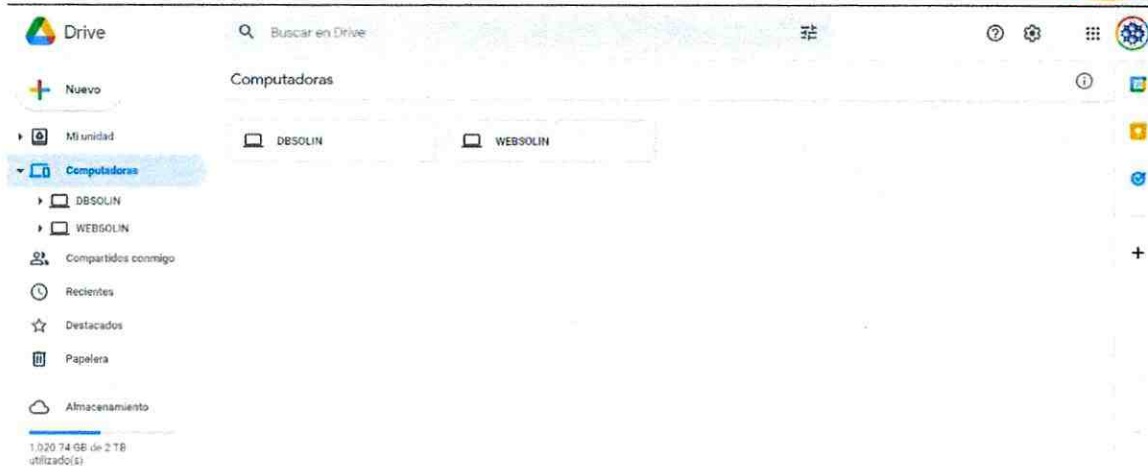 Drive
Buscar en Drive
Nuevo
Computadoras
Mi unidad
DBSOLIN
WEBSOLIN
Computadoras
DBSOLIN
WEBSOLIN
Compartidos conmigo
Recientes
Destacados
Papelera
Almacenamiento
1,020.74 GB de 2 TB
utilizado(s)